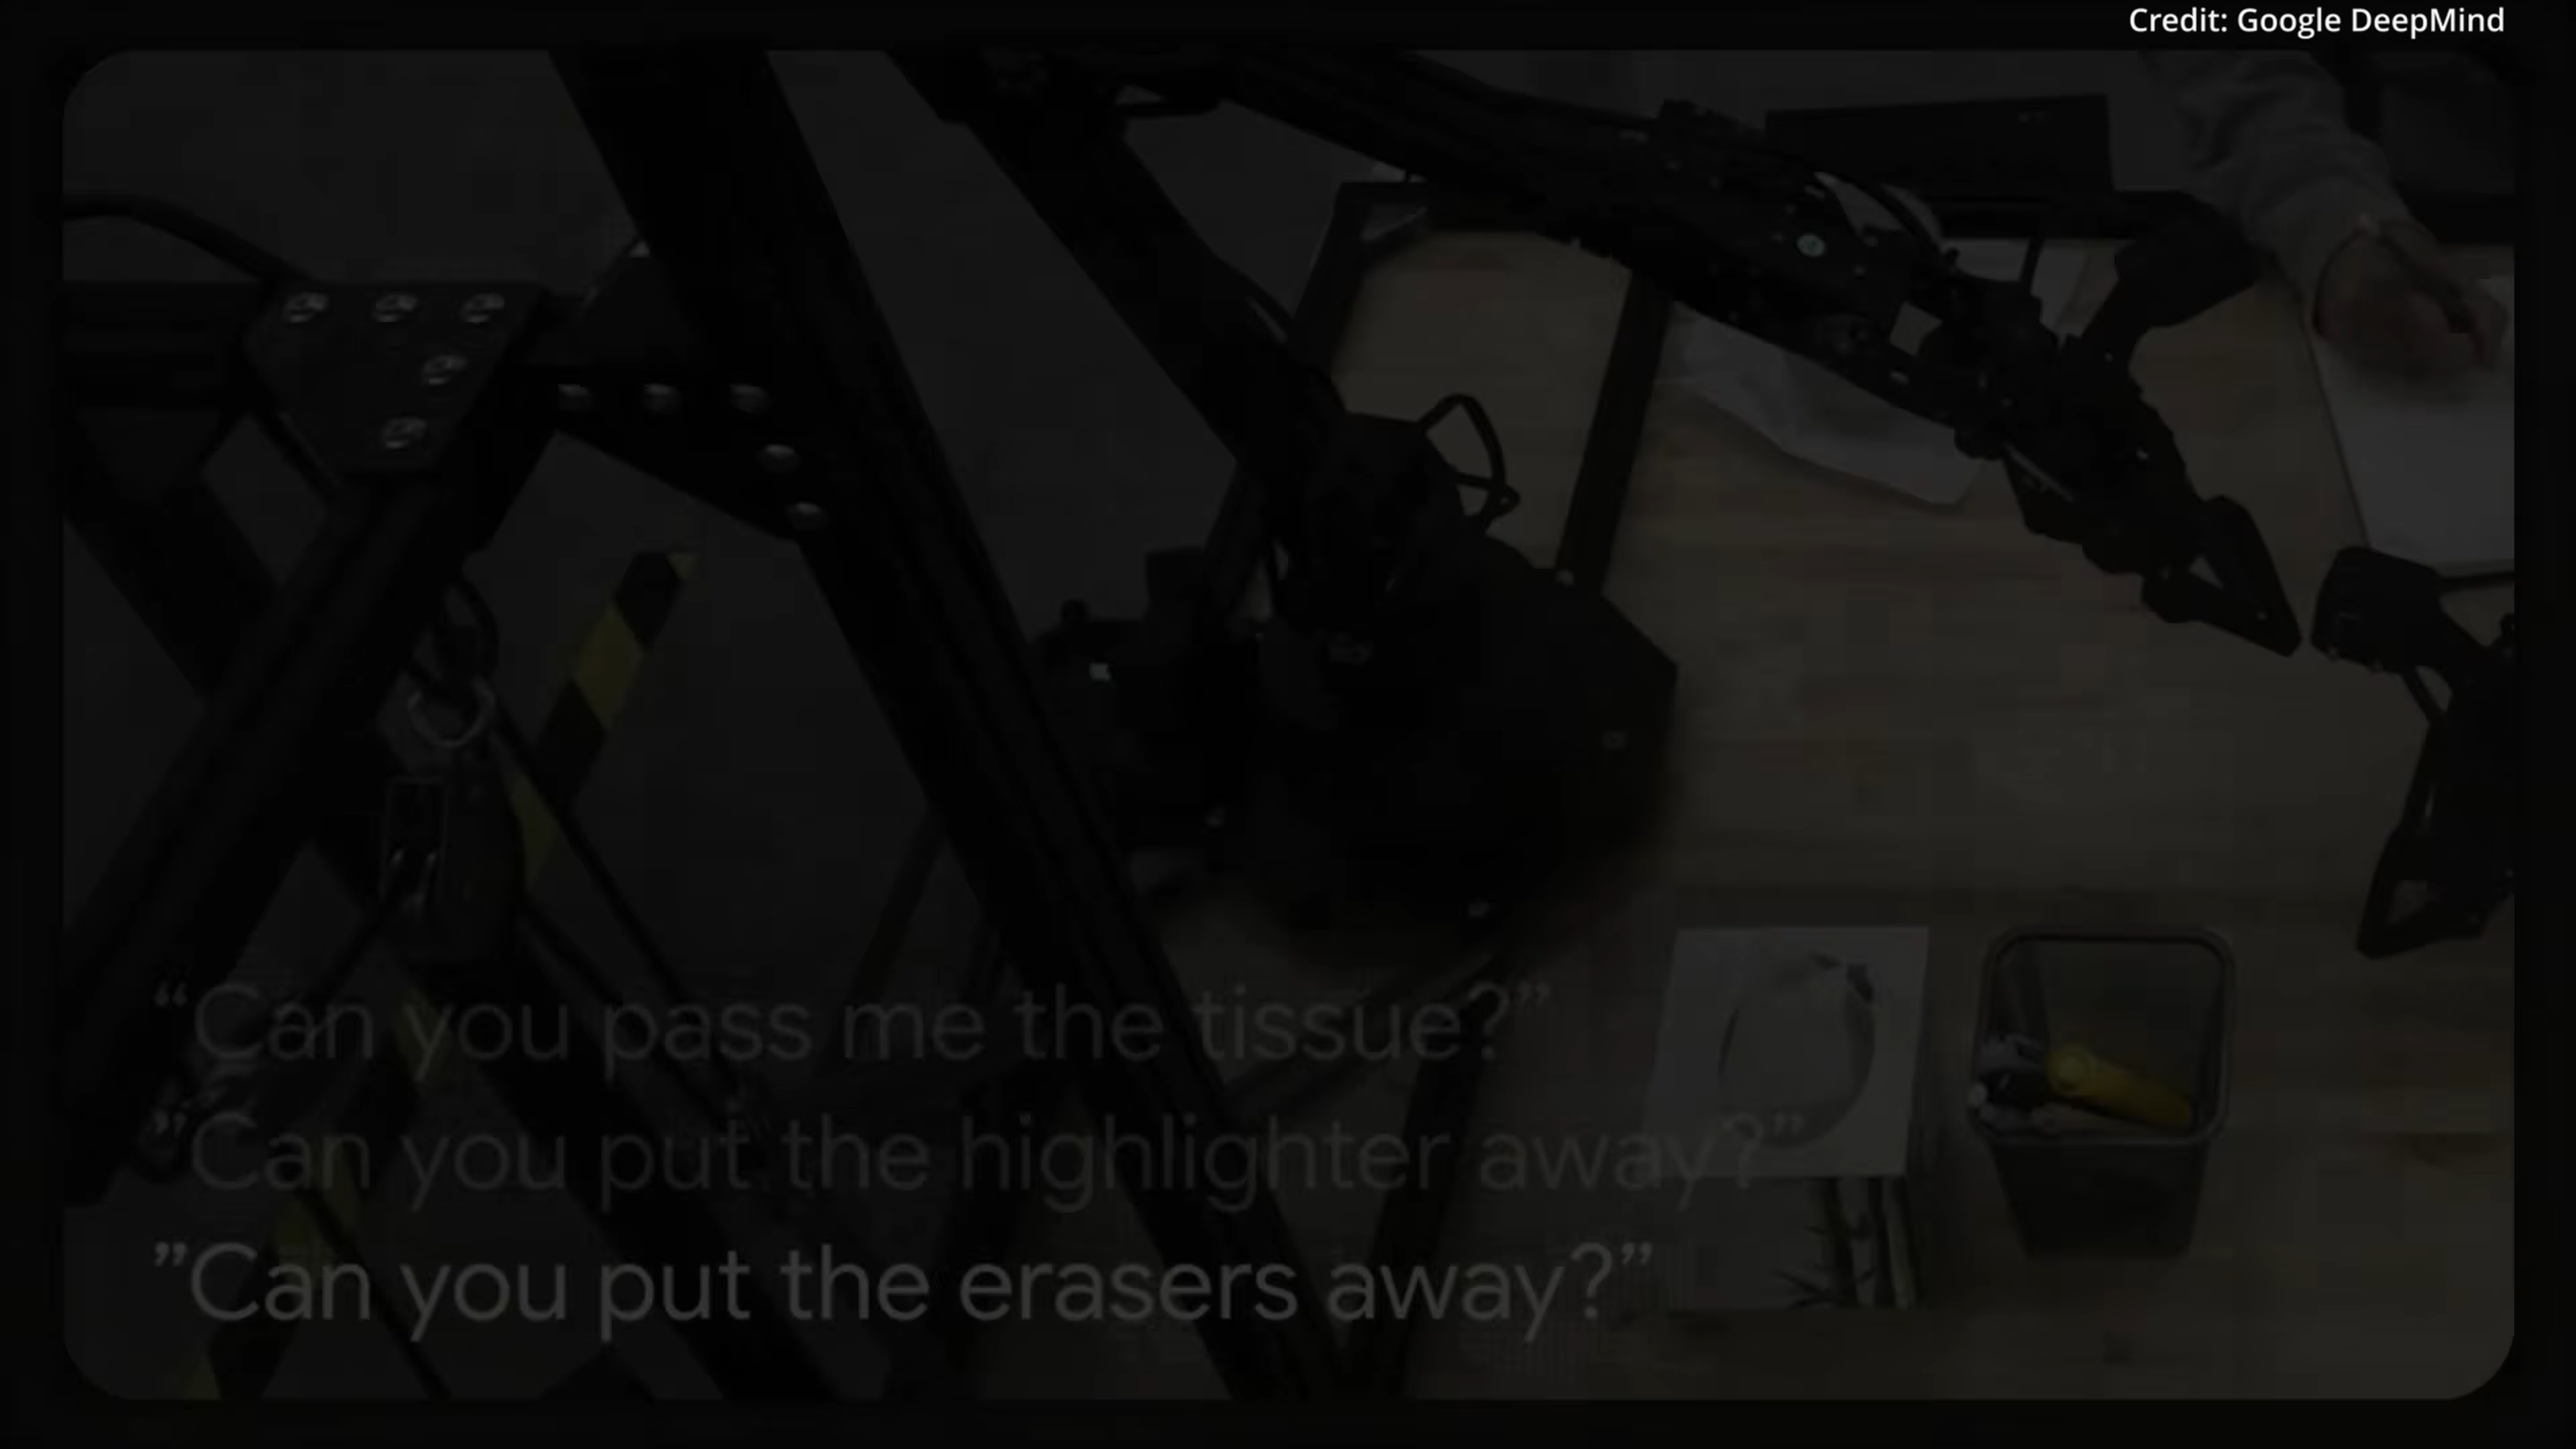 Credit: Google DeepMind
“Can you pass me the tissue?”
”Can you put the highlighter away?”
”Can you put the erasers away?”